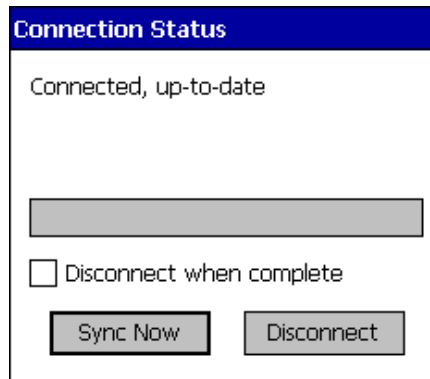 Connection Status
Connected, up-to-date
Disconnect when complete
Sync Now Disconnect